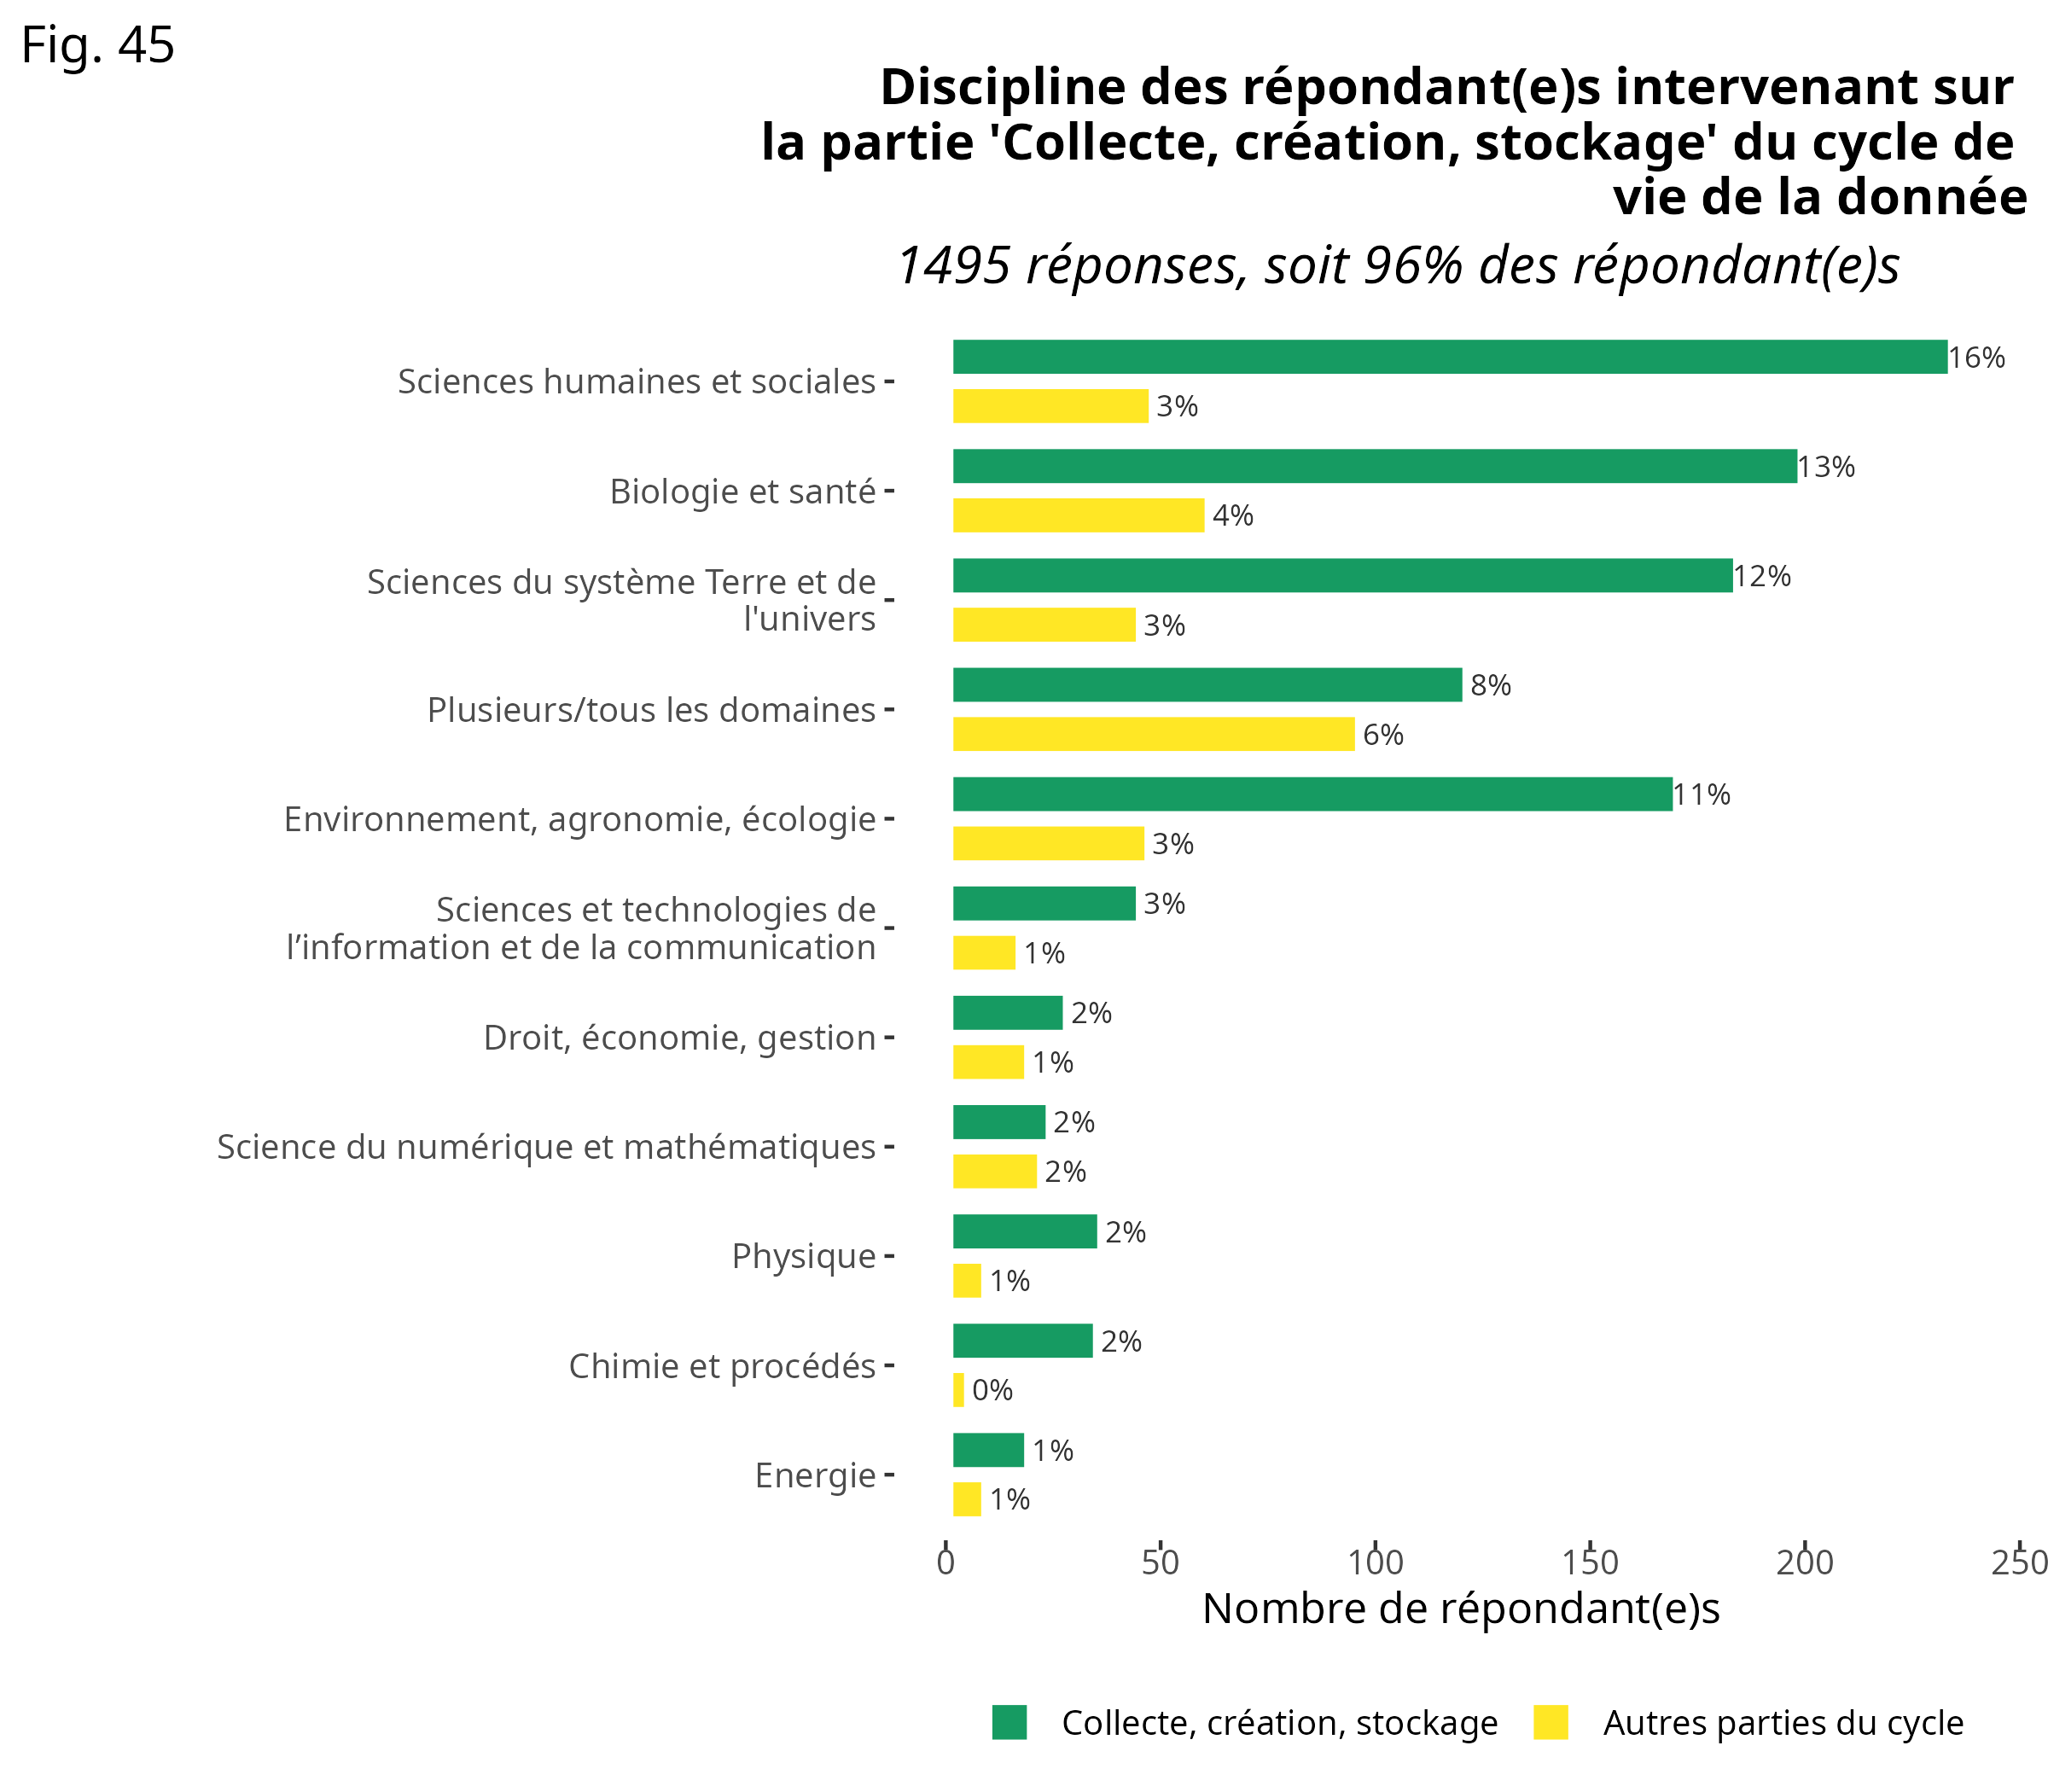 Fig. 45
Discipline des répondant(e)s intervenant sur
la partie 'Collecte, création, stockage' du cycle de
vie de la donnée
1495 réponses, soit 96% des répondant(e)s
Sciences humaines et sociales
16%
3%
Biologie et santé
13%
4%
Sciences du système Terre et de
l'univers
12%
3%
Plusieurs/tous les domaines
8%
6%
Environnement, agronomie, écologie
11%
3%
Sciences et technologies de
l’information et de la communication
3%
1%
Droit, économie, gestion
2%
1%
Science du numérique et mathématiques
2%
2%
Physique
2%
1%
Chimie et procédés
2%
0%
Energie
1%
1%
0 50 100 150 200 250
Nombre de répondant(e)s
Collecte, création, stockage Autres parties du cycle